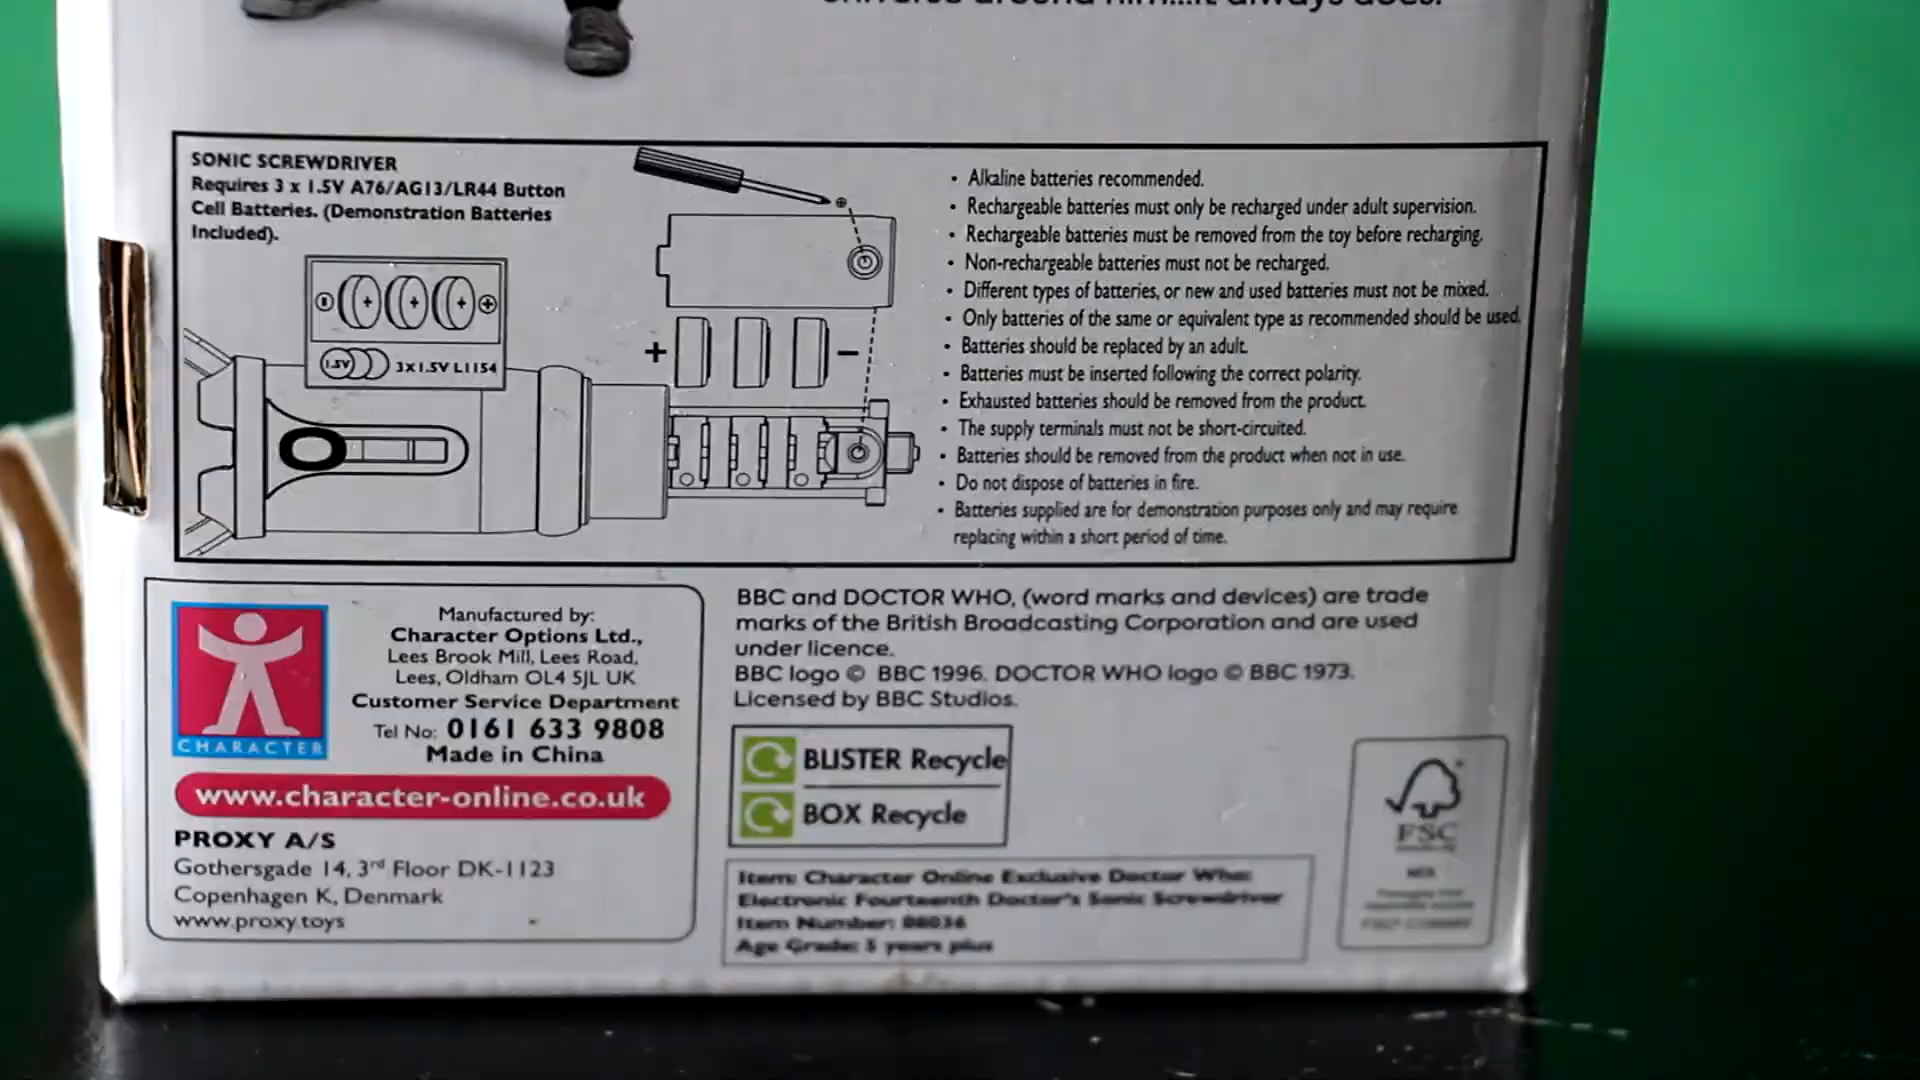 SONIC SCREWDRIVER
Requires 3 x 1.5V A76/AG13/LR44 Button
Cell Batteries. (Demonstration Batteries
Included).
1.5V 3X1.5V L1154
+ −
• Alkaline batteries recommended.
• Rechargeable batteries must only be recharged under adult supervision.
• Rechargeable batteries must be removed from the toy before recharging.
• Non-rechargeable batteries must not be recharged.
• Different types of batteries, or new and used batteries must not be mixed.
• Only batteries of the same or equivalent type as recommended should be used.
• Batteries should be replaced by an adult.
• Batteries must be inserted following the correct polarity.
• Exhausted batteries should be removed from the product.
• The supply terminals must not be short-circuited.
• Batteries should be removed from the product when not in use.
• Do not dispose of batteries in fire.
• Batteries supplied are for demonstration purposes only and may require
replacing within a short period of time.
CHARACTER
Manufactured by:
Character Options Ltd.,
Lees Brook Mill, Lees Road,
Lees, Oldham OL4 5JL UK
Customer Service Department
Tel No: 0161 633 9808
Made in China
www.character-online.co.uk
PROXY A/S
Gothersgade 14, 3rd Floor DK-1123
Copenhagen K, Denmark
www.proxy.toys
BBC and DOCTOR WHO, (word marks and devices) are trade
marks of the British Broadcasting Corporation and are used
under licence.
BBC logo © BBC 1996. DOCTOR WHO logo © BBC 1973.
Licensed by BBC Studios.
BLISTER Recycle
BOX Recycle
Item: Character Online Exclusive Doctor Who:
Electronic Fourteenth Doctor's Sonic Screwdriver
Item Number: 08036
Age Grade: 5 years plus
FSC